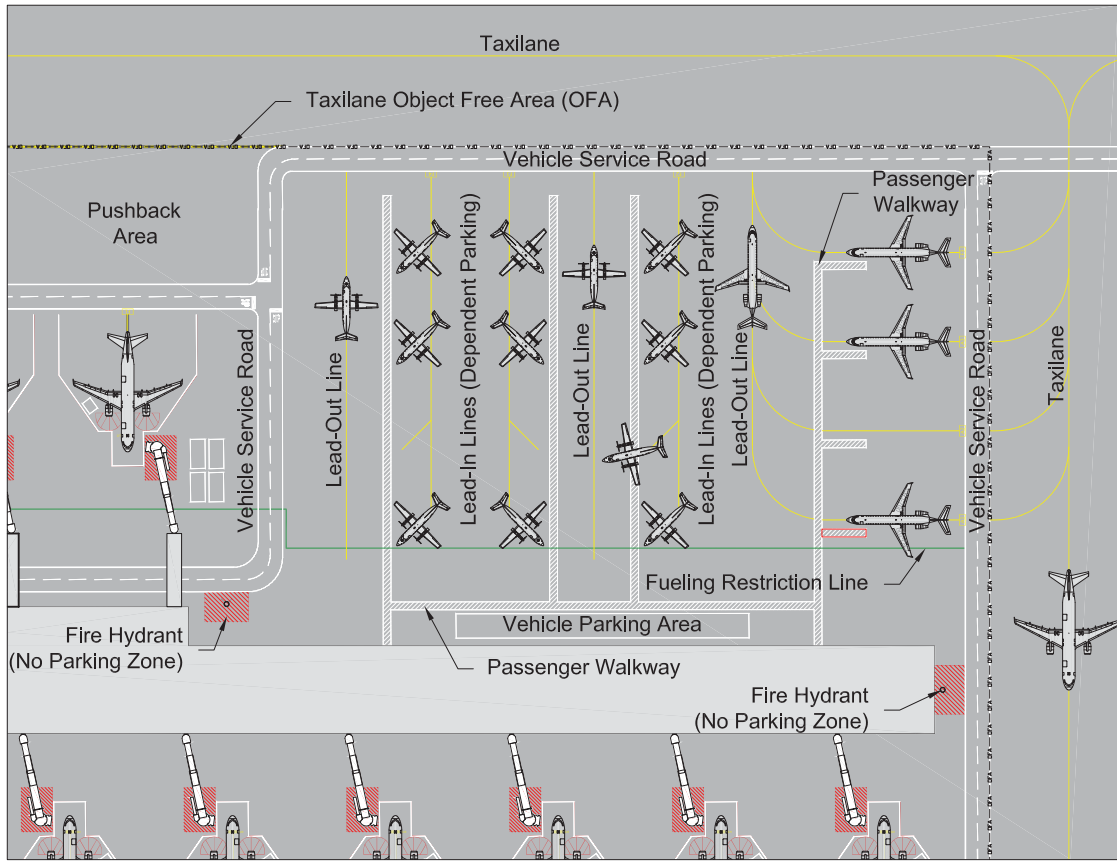 Taxilane
Taxilane Object Free Area (OFA)
Vehicle Service Road
Passenger
Walkway
Pushback
Area
Vehicle Service Road
Lead-Out Line
Lead-In Lines (Dependent Parking)
Lead-Out Line
Lead-In Lines (Dependent Parking)
Lead-Out Line
Vehicle Service Road
Taxilane
Fueling Restriction Line
Vehicle Parking Area
Fire Hydrant
(No Parking Zone)
Passenger Walkway
Fire Hydrant
(No Parking Zone)